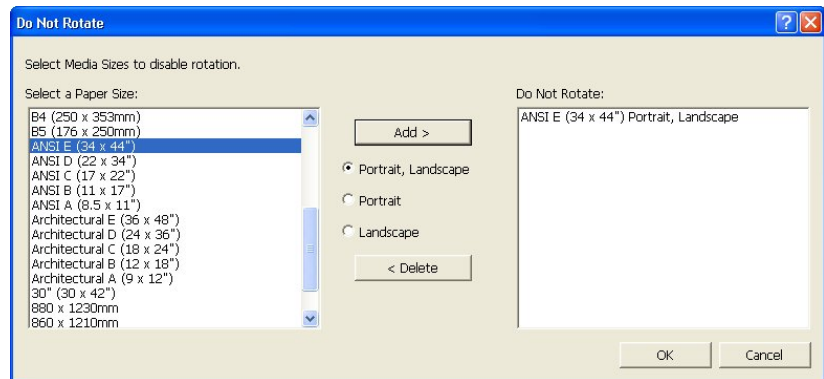 Do Not Rotate
Select Media Sizes to disable rotation.
Select a Paper Size:
B4 (250 x 353mm)
B5 (176 x 250mm)
ANSI E (34 x 44")
ANSI D (22 x 34")
ANSI C (17 x 22")
ANSI B (11 x 17")
ANSI A (8.5 x 11")
Architectural E (36 x 48")
Architectural D (24 x 36")
Architectural C (18 x 24")
Architectural B (12 x 18")
Architectural A (9 x 12")
30" (30 x 42")
880 x 1230mm
860 x 1210mm
Add >
Portrait, Landscape
Portrait
Landscape
< Delete
Do Not Rotate:
ANSI E (34 x 44") Portrait, Landscape
OK
Cancel